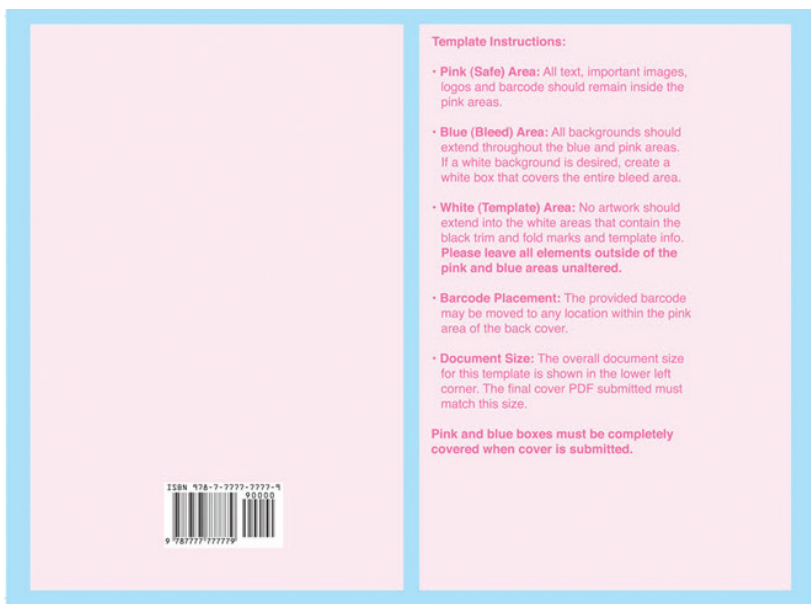 Template Instructions:
• Pink (Safe) Area: All text, important images,
logos and barcode should remain inside the
pink areas.
• Blue (Bleed) Area: All backgrounds should
extend throughout the blue and pink areas.
If a white background is desired, create a
white box that covers the entire bleed area.
• White (Template) Area: No artwork should
extend into the white areas that contain the
black trim and fold marks and template info.
Please leave all elements outside of the
pink and blue areas unaltered.
• Barcode Placement: The provided barcode
may be moved to any location within the pink
area of the back cover.
• Document Size: The overall document size
for this template is shown in the lower left
corner. The final cover PDF submitted must
match this size.
Pink and blue boxes must be completely
covered when cover is submitted.
ISBN 978-7-7777-7777-9
90000
9 787777 777779